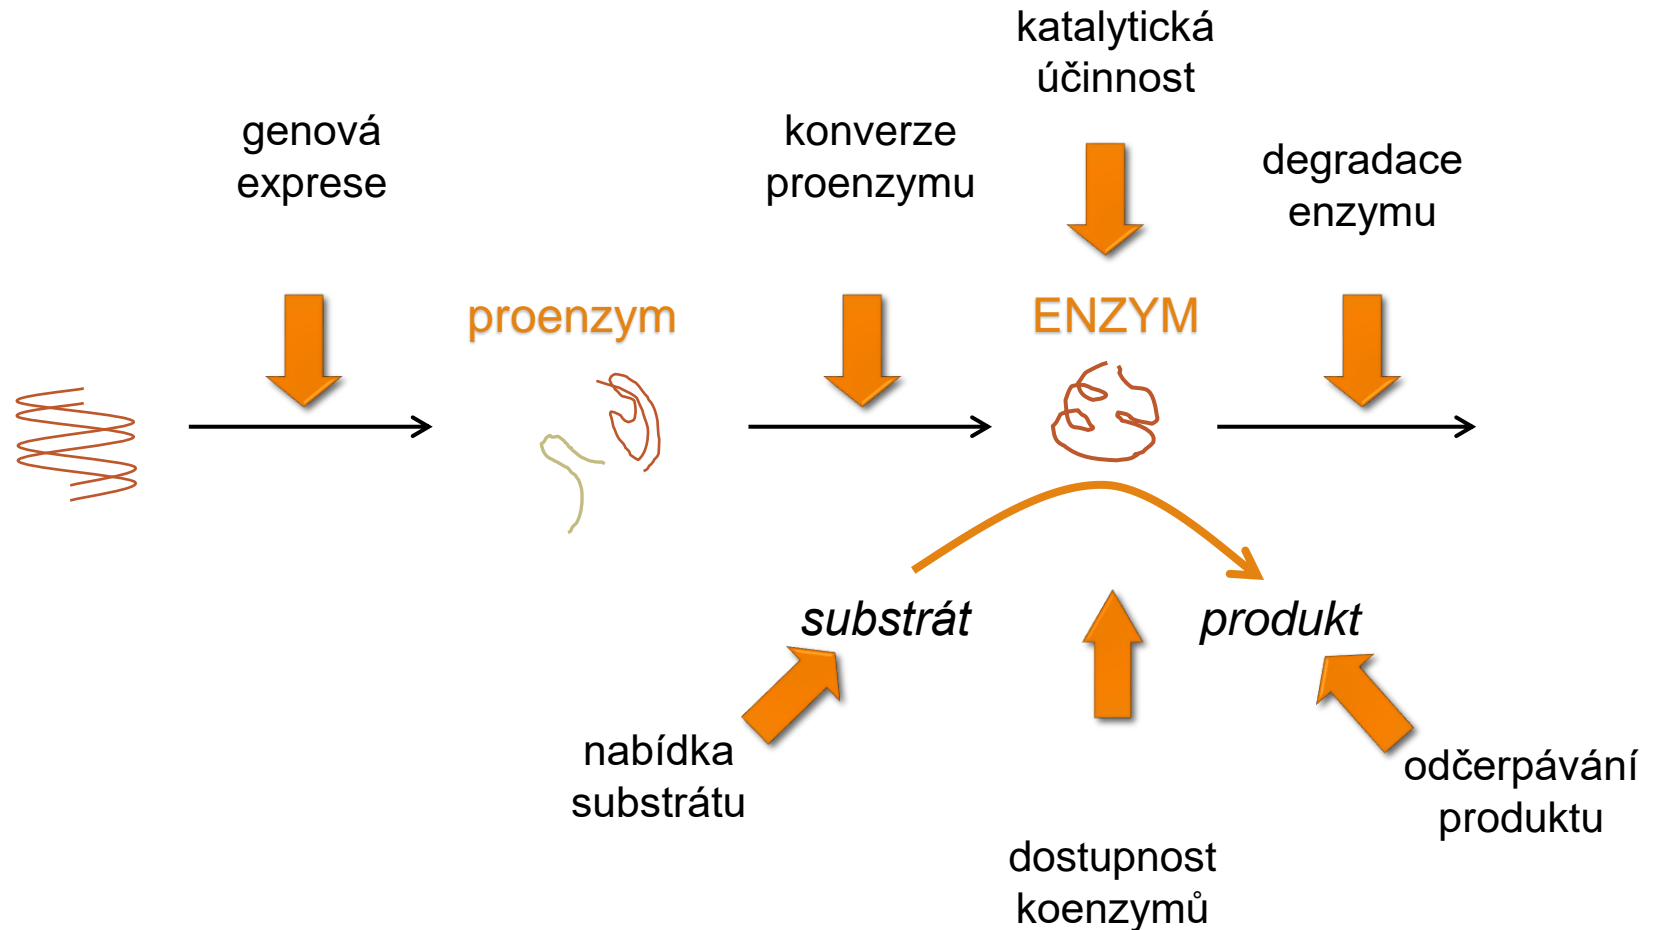 katalytická
účinnost
genová
exprese
konverze
proenzymu
degradace
enzymu
proenzym
ENZYM
substrát
produkt
nabídka
substrátu
odčerpávání
produktu
dostupnost
koenzymů